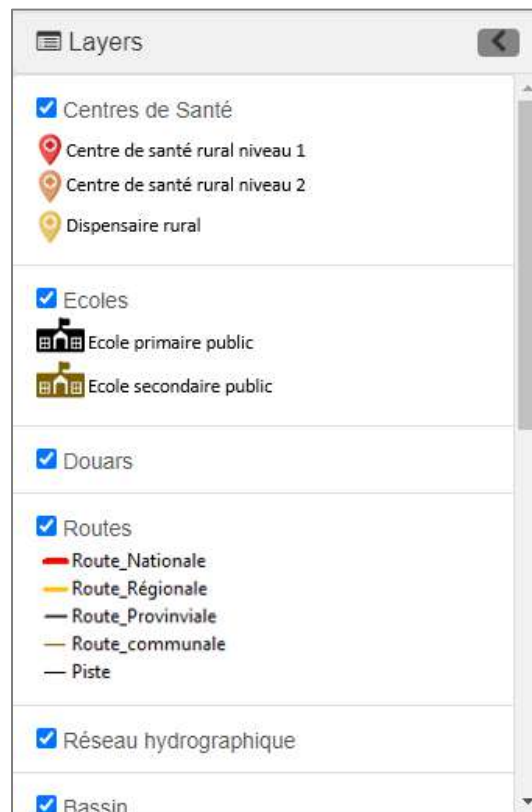 Layers
Centres de Santé
Centre de santé rural niveau 1
Centre de santé rural niveau 2
Dispensaire rural
Ecoles
Ecole primaire public
Ecole secondaire public
Douars
Routes
Route_Nationale
Route_Régionale
Route_Provinviale
Route_communale
Piste
Réseau hydrographique
Bassin